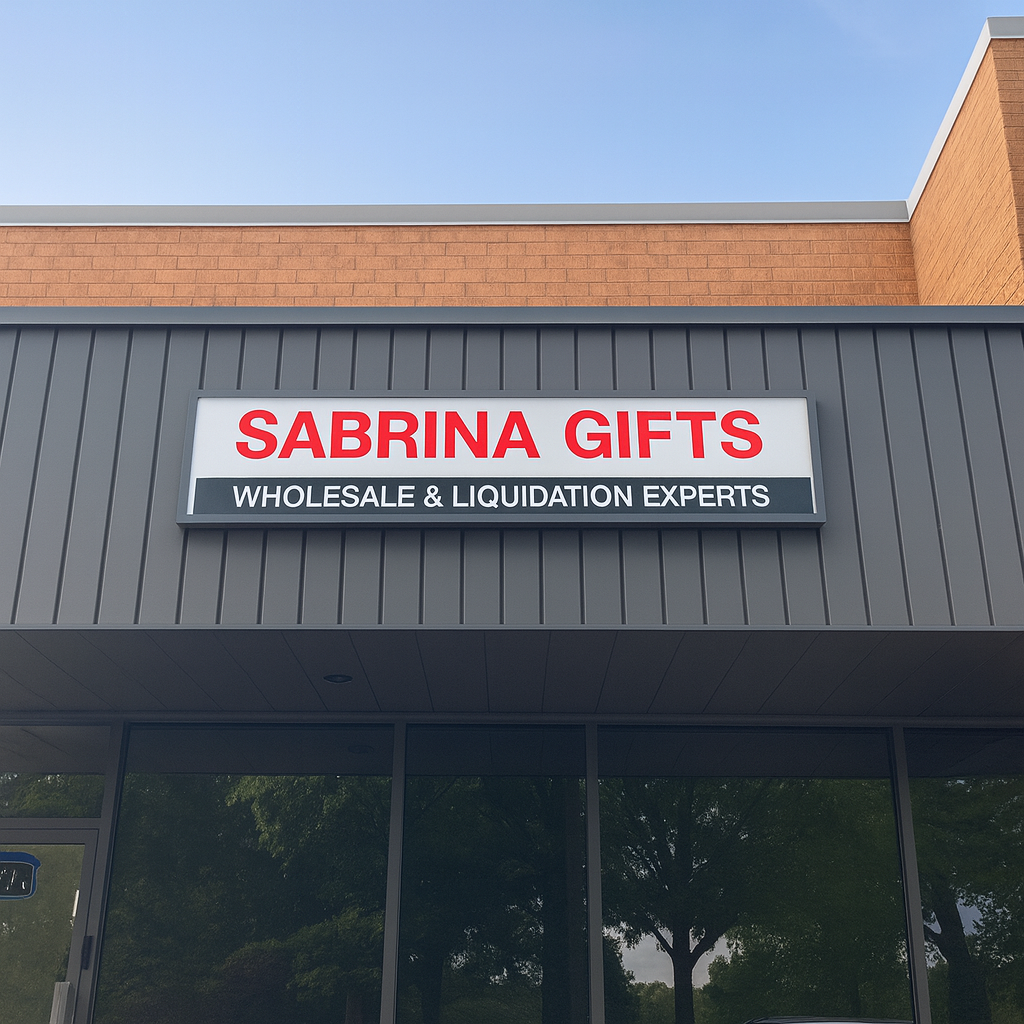 SABRINA GIFTS
WHOLESALE & LIQUIDATION EXPERTS